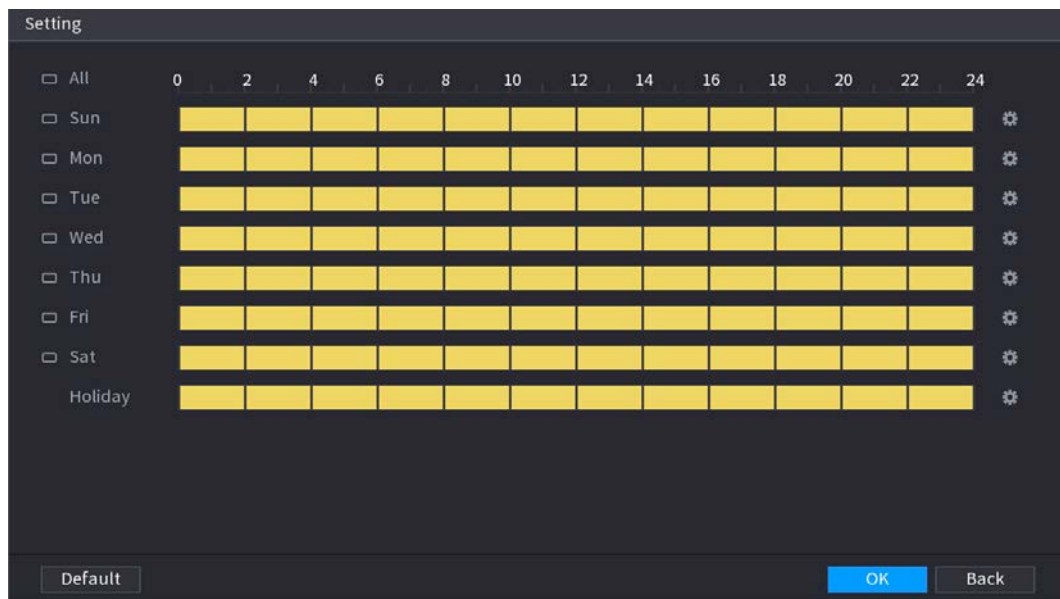 Setting
All 0 2 4 6 8 10 12 14 16 18 20 22 24
Sun
Mon
Tue
Wed
Thu
Fri
Sat
Holiday
Default OK Back